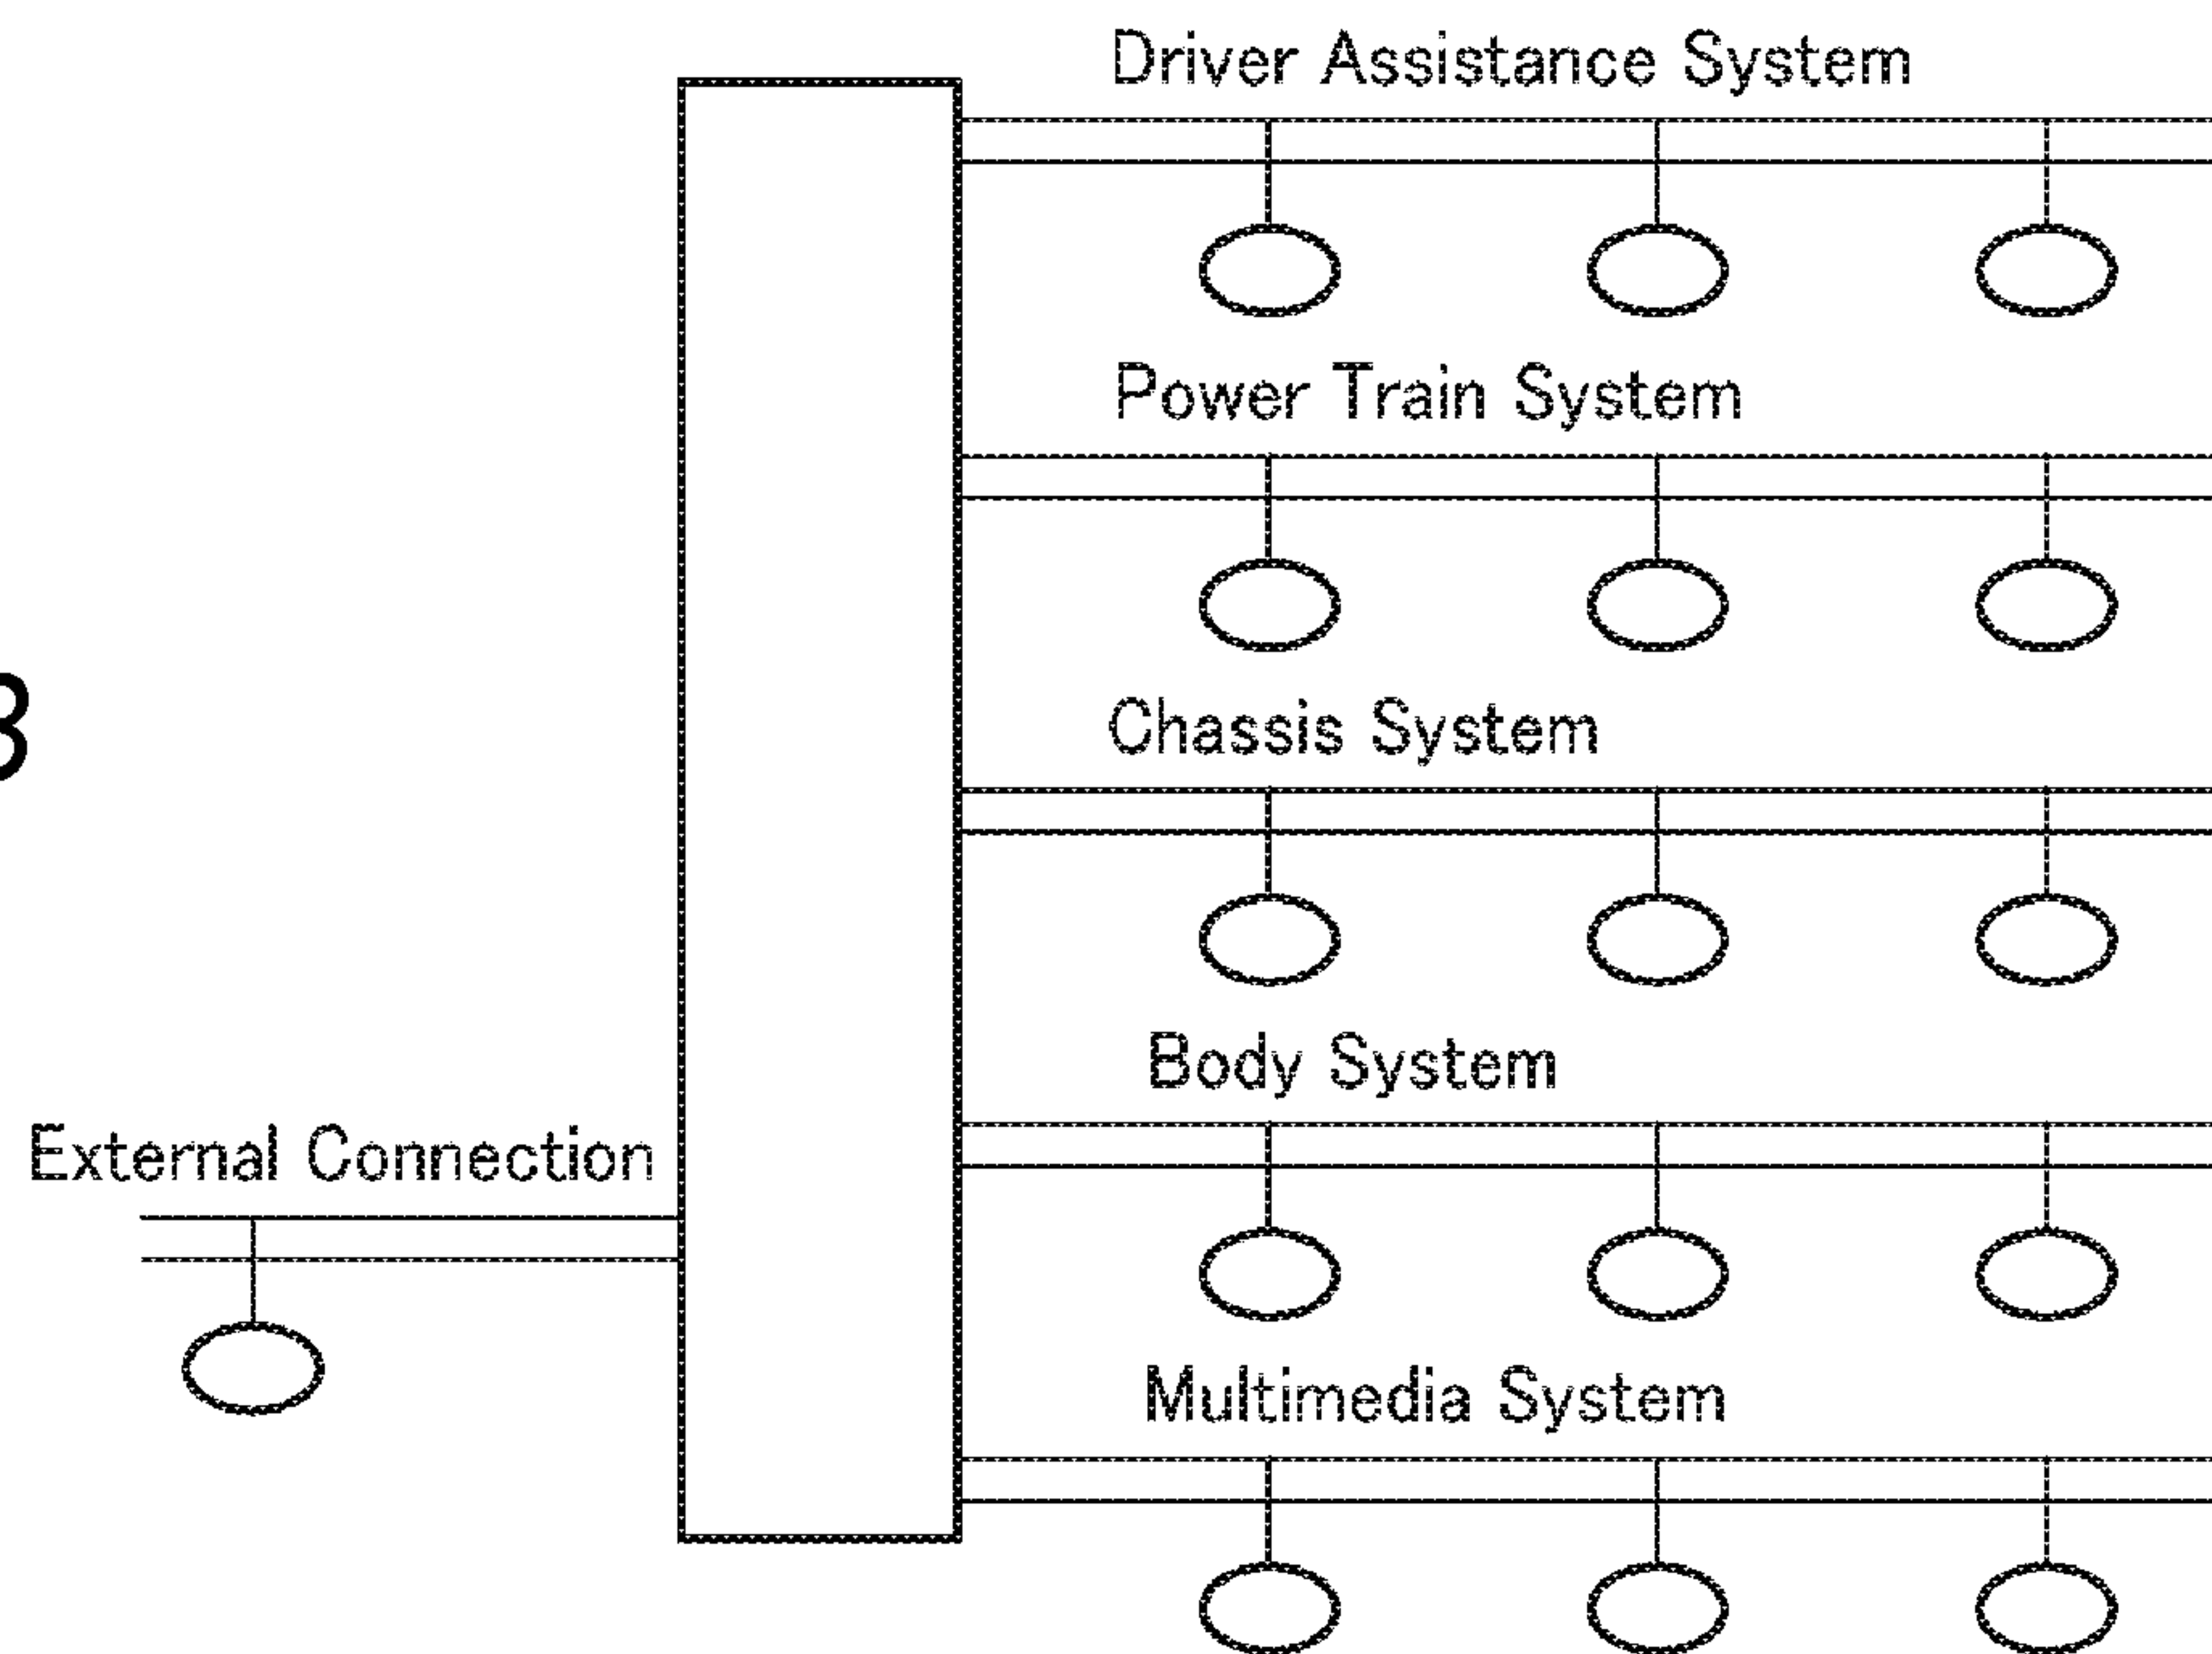 Driver Assistance System
Power Train System
3
Chassis System
Body System
External Connection
Multimedia System